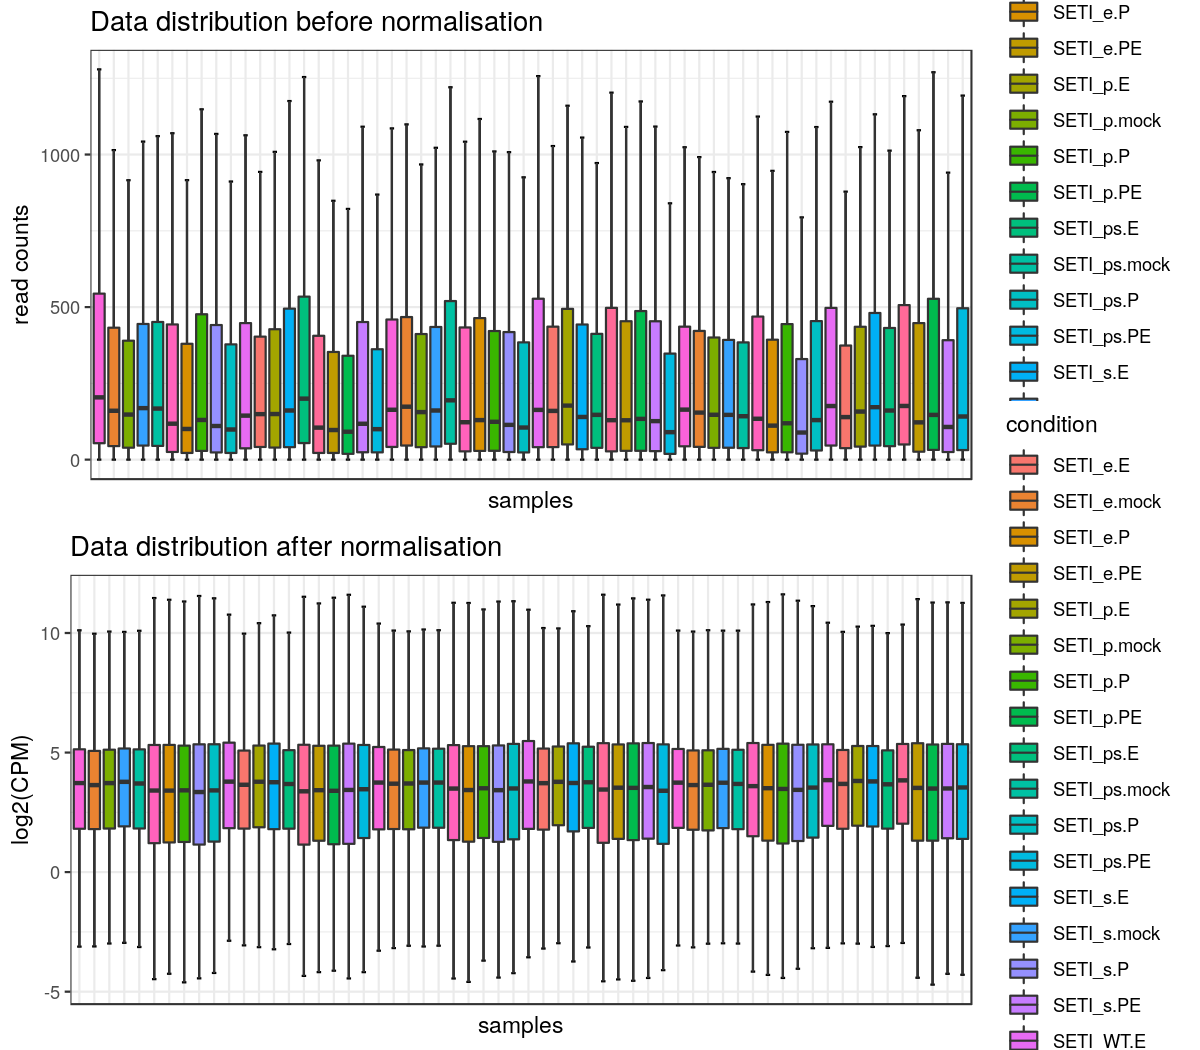 Data distribution before normalisation
1000
500
0
read counts
samples
SETI_e.P
SETI_e.PE
SETI_p.E
SETI_p.mock
SETI_p.P
SETI_p.PE
SETI_ps.E
SETI_ps.mock
SETI_ps.P
SETI_ps.PE
SETI_s.E
Data distribution after normalisation
10
5
0
-5
log2(CPM)
samples
condition
SETI_e.E
SETI_e.mock
SETI_e.P
SETI_e.PE
SETI_p.E
SETI_p.mock
SETI_p.P
SETI_p.PE
SETI_ps.E
SETI_ps.mock
SETI_ps.P
SETI_ps.PE
SETI_s.E
SETI_s.mock
SETI_s.P
SETI_s.PE
SETI_WT.E